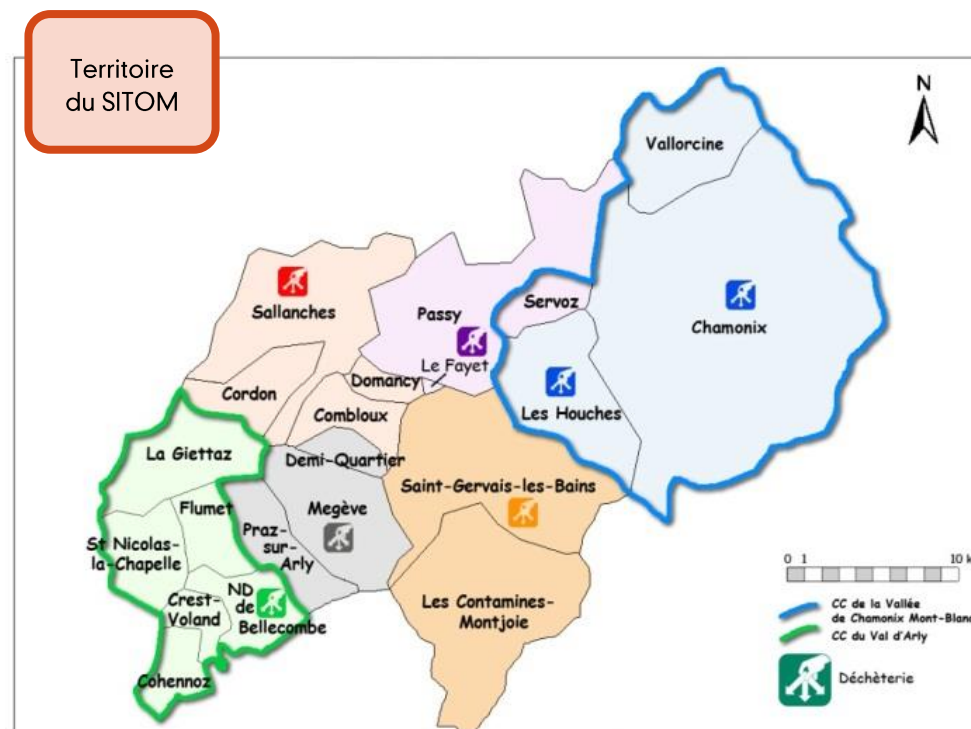 Territoire
du SITOM
N
Vallorcine
Sallanches
Passy
Servoz
Chamonix
Le Fayet
Domancy
Cordon
Combloux
Les Houches
La Giettaz
Demi-Quartier
Saint-Gervais-les-Bains
Flumet
Megève
Praz-
sur-
Arly
St Nicolas-
la-Chapelle
ND
de
Bellecombe
Crest-
Voland
Les Contamines-
Montjoie
Cohennoz
0 1 10 k
CC de la Vallée
de Chamonix Mont-Blanc
CC du Val d'Arly
Déchèterie